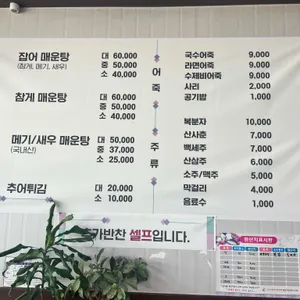 잡어 매운탕 대 60,000
(참게, 메기, 새우) 중 50,000
소 40,000
참게 매운탕 대 60,000
중 50,000
소 40,000
메기/새우 매운탕 대 50,000
(국내산) 중 37,000
소 25,000
추어튀김 대 20,000
소 10,000
어죽
국수어죽 9,000
라면어죽 9,000
수제비어죽 9,000
사리 2,000
공기밥 1,000
주류
복분자 10,000
산사춘 7,000
백세주 7,000
산삼주 6,000
소주/맥주 5,000
막걸리 4,000
음료수 1,000
가반찬 셀프입니다.
원산지표시판